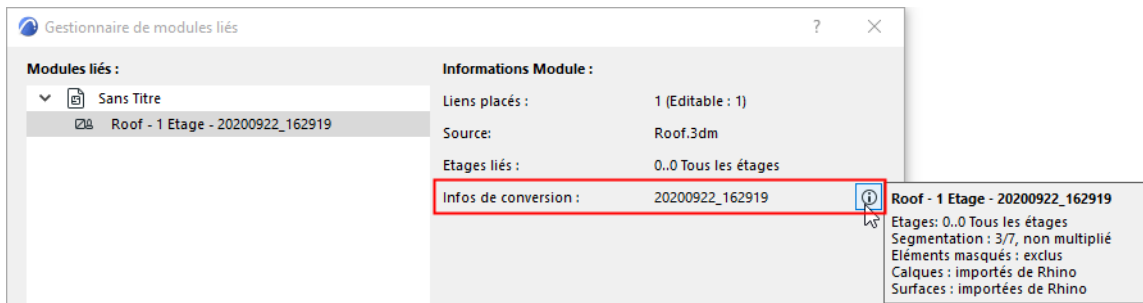 Gestionnaire de modules liés
?
Modules liés :
Sans Titre
Roof - 1 Etage - 20200922_162919
Informations Module :
Liens placés : 1 (Editable : 1)
Source: Roof.3dm
Etages liés : 0..0 Tous les étages
Infos de conversion : 20200922_162919
Roof - 1 Etage - 20200922_162919
Etages: 0..0 Tous les étages
Segmentation : 3/7, non multiplié
Eléments masqués : exclus
Calques : importés de Rhino
Surfaces : importées de Rhino